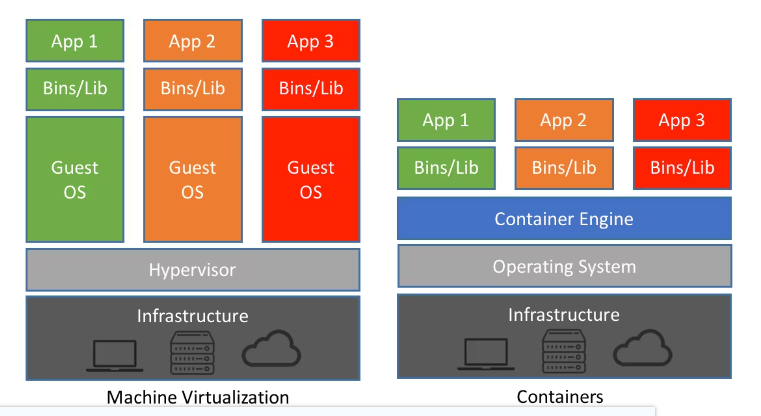 App 1
App 2
App 3
Bins/Lib
Bins/Lib
Bins/Lib
Guest
OS
Guest
OS
Guest
OS
Hypervisor
Infrastructure
Machine Virtualization
App 1
App 2
App 3
Bins/Lib
Bins/Lib
Bins/Lib
Container Engine
Operating System
Infrastructure
Containers